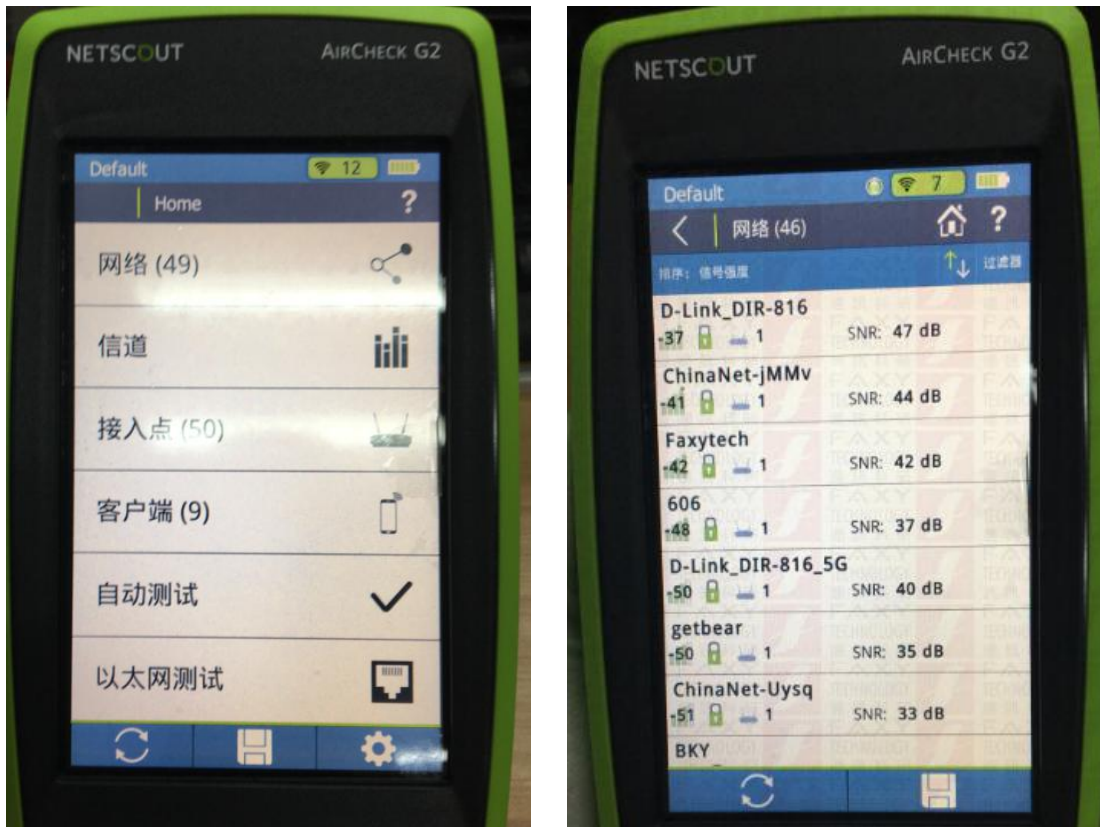 NETSCOUT
AIRCHECK G2
Default
12
Home
?
网络 (49)
信道
接入点 (50)
客户端 (9)
自动测试
以太网测试
NETSCOUT
AIRCHECK G2
Default
7
网络 (46)
?
排序: 信号强度
过滤器
D-Link_DIR-816
-37 1 SNR: 47 dB
ChinaNet-jMMv
-41 1 SNR: 44 dB
Faxytech
-42 1 SNR: 42 dB
606
-48 1 SNR: 37 dB
D-Link_DIR-816_5G
-50 1 SNR: 40 dB
getbear
-50 1 SNR: 35 dB
ChinaNet-Uysq
-51 1 SNR: 33 dB
BKY
FAXY
TECHNOLOGY